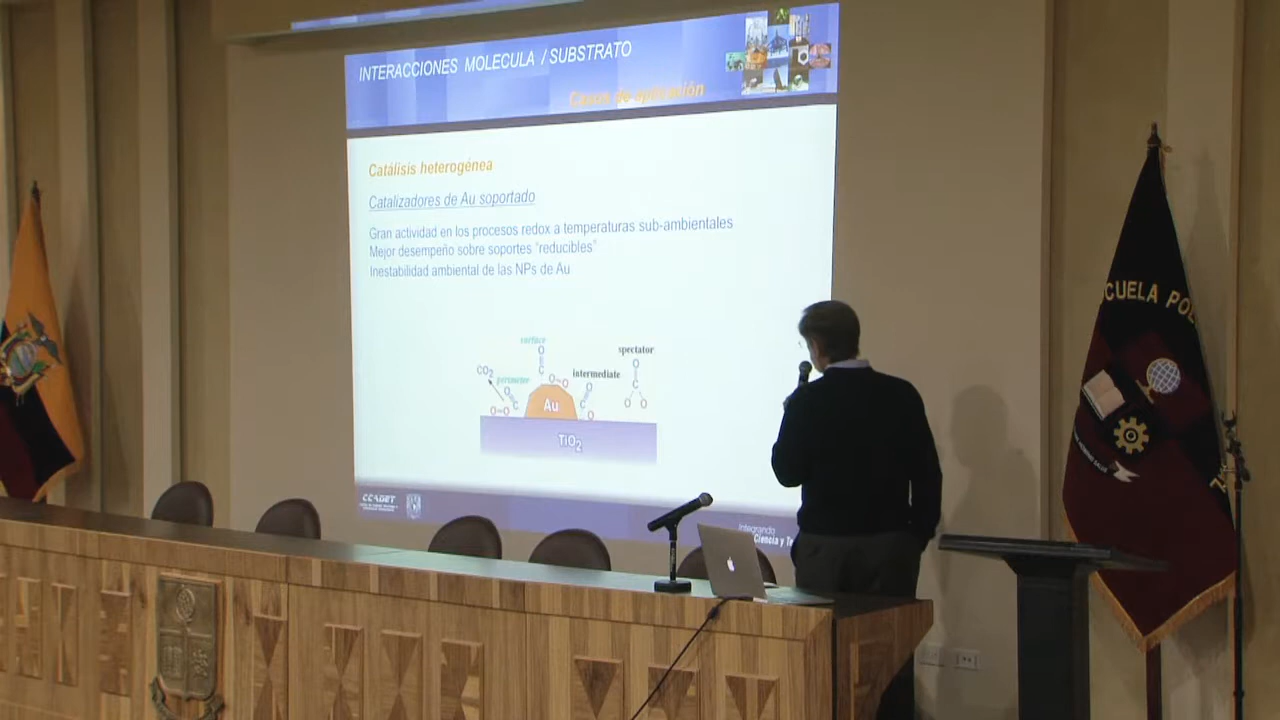 INTERACCIONES MOLECULA / SUBSTRATO
Casos de aplicación
Catálisis heterogénea
Catalizadores de Au soportado
Gran actividad en los procesos redox a temperaturas sub-ambientales
Mejor desempeño sobre soportes "reducibles"
Inestabilidad ambiental de las NPs de Au
surface
spectator
CO2
perimeter
intermediate
Au
TiO2
CCADET
Integrando
Ciencia y Te
CUELA POL